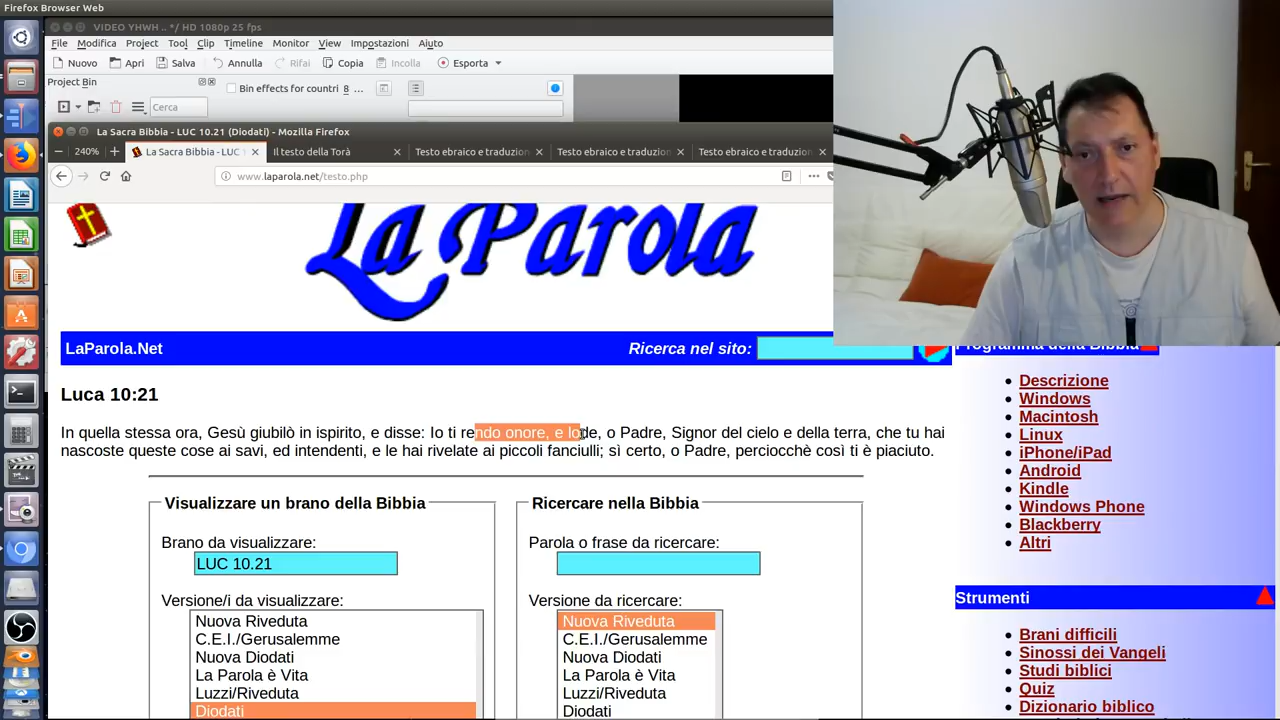 Firefox Browser Web
VIDEO YHWH .. */ HD 1080p 25 fps
File Modifica Project Tool Clip Timeline Monitor View Impostazioni Aiuto
Nuovo Apri Salva Annulla Rifai Copia Incolla Esporta
Project Bin
Cerca
Bin effects for countri 8 ...
La Sacra Bibbia - LUC 10.21 (Diodati) - Mozilla Firefox
240% La Sacra Bibbia - LUC Il testo della Torà Testo ebraico e traduzion Testo ebraico e traduzion Testo ebraico e traduzion
www.laparola.net/testo.php
La Parola
LaParola.Net Ricerca nel sito:
Luca 10:21
In quella stessa ora, Gesù giubilò in ispirito, e disse: Io ti rendo onore, e lode, o Padre, Signor del cielo e della terra, che tu hai
nascoste queste cose ai savi, ed intendenti, e le hai rivelate ai piccoli fanciulli; sì certo, o Padre, perciocchè così ti è piaciuto.
Visualizzare un brano della Bibbia
Brano da visualizzare:
LUC 10.21
Versione/i da visualizzare:
Nuova Riveduta
C.E.I./Gerusalemme
Nuova Diodati
La Parola è Vita
Luzzi/Riveduta
Diodati
Ricercare nella Bibbia
Parola o frase da ricercare:
Versione da ricercare:
Nuova Riveduta
C.E.I./Gerusalemme
Nuova Diodati
La Parola è Vita
Luzzi/Riveduta
Diodati
Programma della Bibbia
Descrizione
Windows
Macintosh
Linux
iPhone/iPad
Android
Kindle
Windows Phone
Blackberry
Altri
Strumenti
Brani difficili
Sinossi dei Vangeli
Studi biblici
Quiz
Dizionario biblico